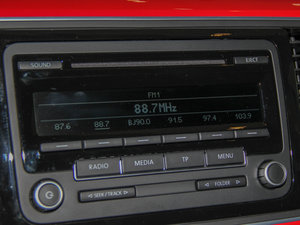 SOUND EJECT
FM1
88.7MHz
87.6 88.7 BJ90.0 91.5 97.4 103.9
RADIO MEDIA TP MENU
SEEK / TRACK FOLDER